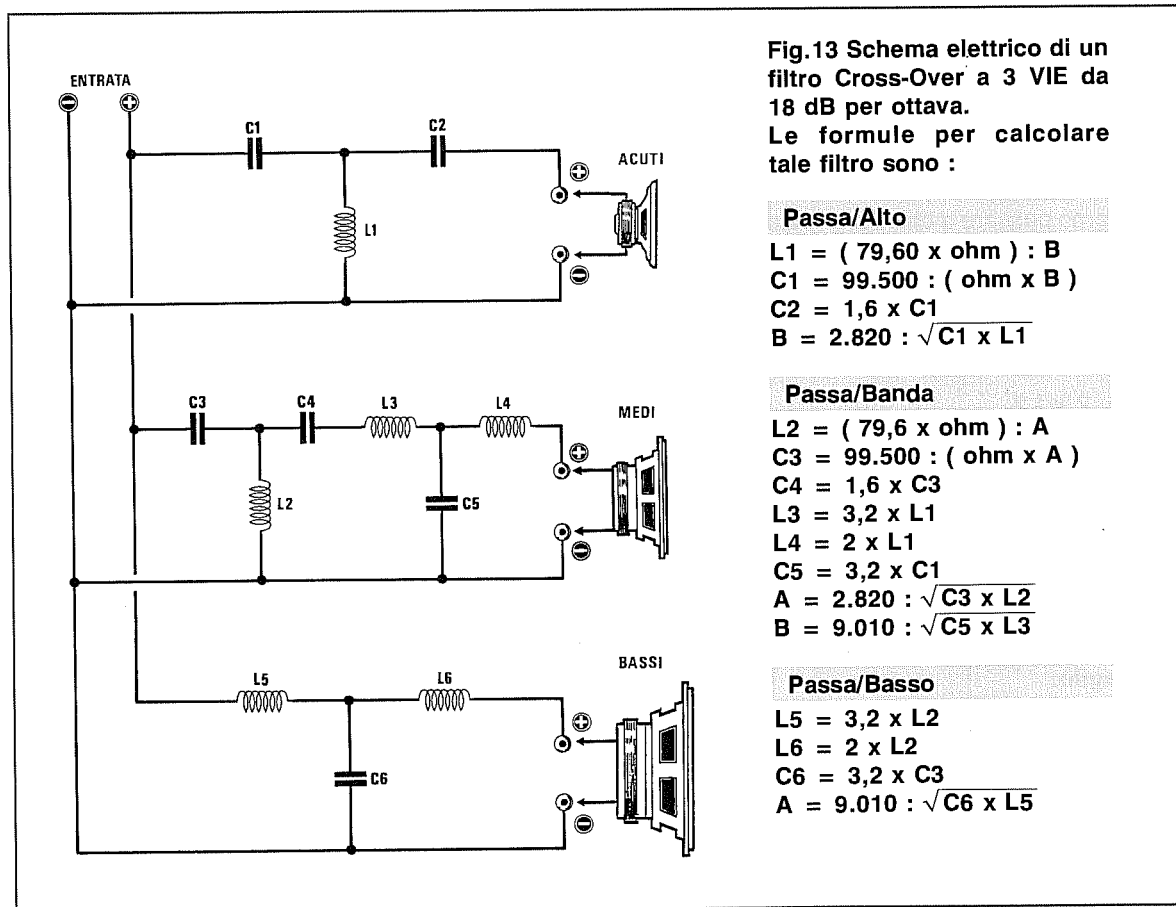 Fig.13 Schema elettrico di un
filtro Cross-Over a 3 VIE da
18 dB per ottava.
Le formule per calcolare
tale filtro sono :
Passa/Alto
L1 = ( 79,60 x ohm ) : B
C1 = 99.500 : ( ohm x B )
C2 = 1,6 x C1
B = 2.820 : √C1 x L1
Passa/Banda
L2 = ( 79,6 x ohm ) : A
C3 = 99.500 : ( ohm x A )
C4 = 1,6 x C3
L3 = 3,2 x L1
L4 = 2 x L1
C5 = 3,2 x C1
A = 2.820 : √C3 x L2
B = 9.010 : √C5 x L3
Passa/Basso
L5 = 3,2 x L2
L6 = 2 x L2
C6 = 3,2 x C3
A = 9.010 : √C6 x L5
ENTRATA
C1
C2
ACUTI
L1
C3
C4
L3
L4
MEDI
L2
C5
BASSI
L5
L6
C6